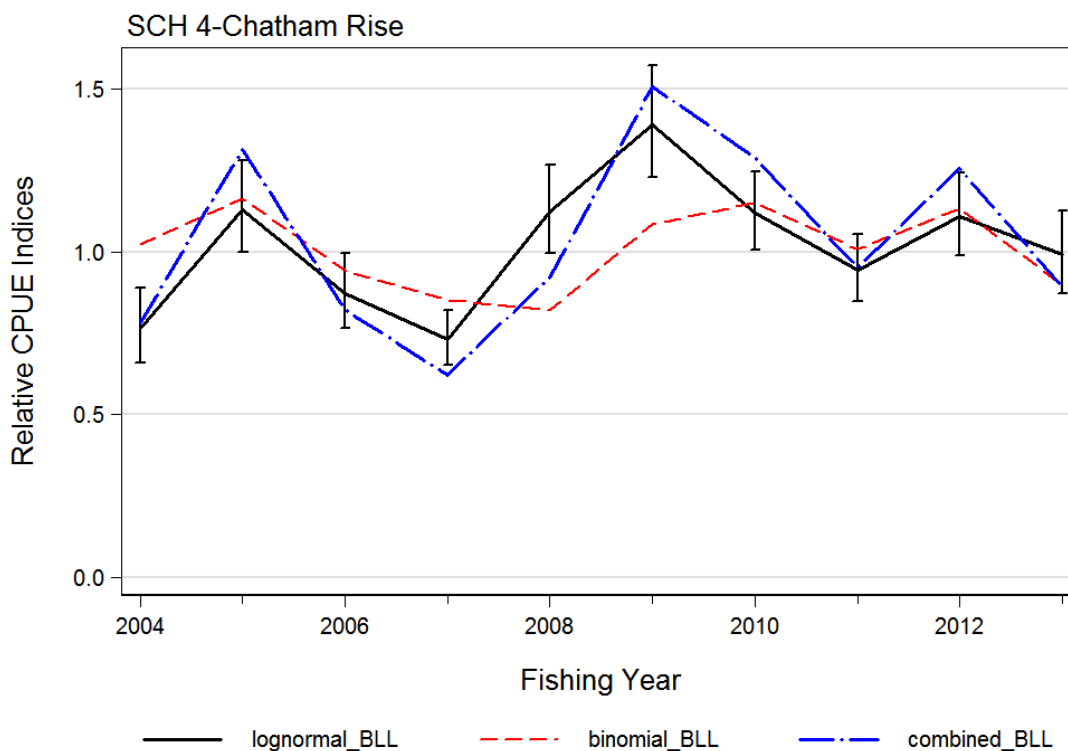 SCH 4-Chatham Rise
1.5
1.0
0.5
0.0
Relative CPUE Indices
2004 2006 2008 2010 2012
Fishing Year
lognormal_BLL binomial_BLL combined_BLL